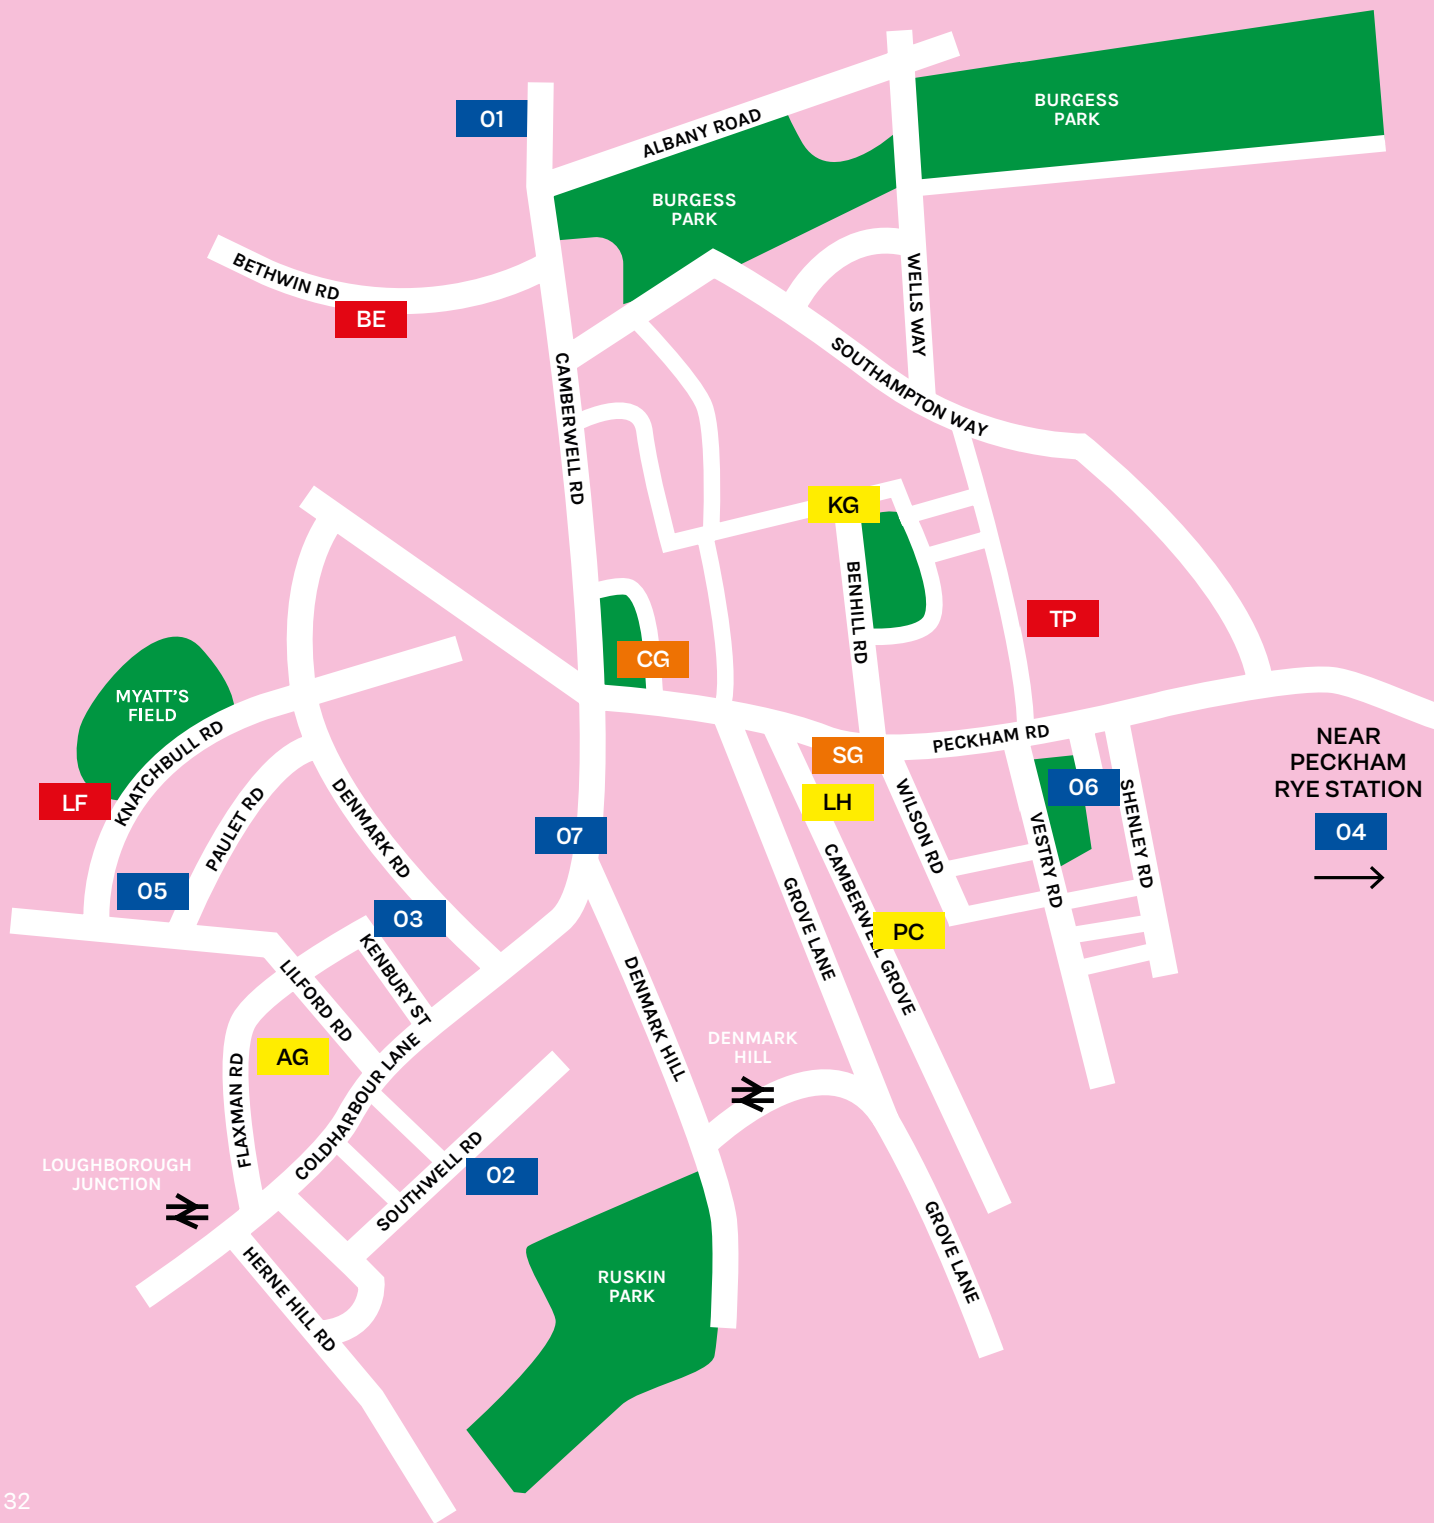 01
ALBANY ROAD
BURGESS
PARK
BURGESS
PARK
BETHWIN RD
BE
WELLS WAY
CAMBERWELL RD
SOUTHAMPTON WAY
KG
BENHILL RD
TP
CG
MYATT'S
FIELD
KNATCHBULL RD
LF
PAULET RD
DENMARK RD
07
SG
LH
PECKHAM RD
WILSON RD
06
SHENLEY RD
VESTRY RD
NEAR
PECKHAM
RYE STATION
04
05
03
KENBURY ST
LILFORD RD
CAMBERWELL GROVE
GROVE LANE
PC
DENMARK HILL
DENMARK
HILL
AG
FLAXMAN RD
COLDHARBOUR LANE
LOUGHBOROUGH
JUNCTION
SOUTHWELL RD
02
HERNE HILL RD
RUSKIN
PARK
GROVE LANE
32